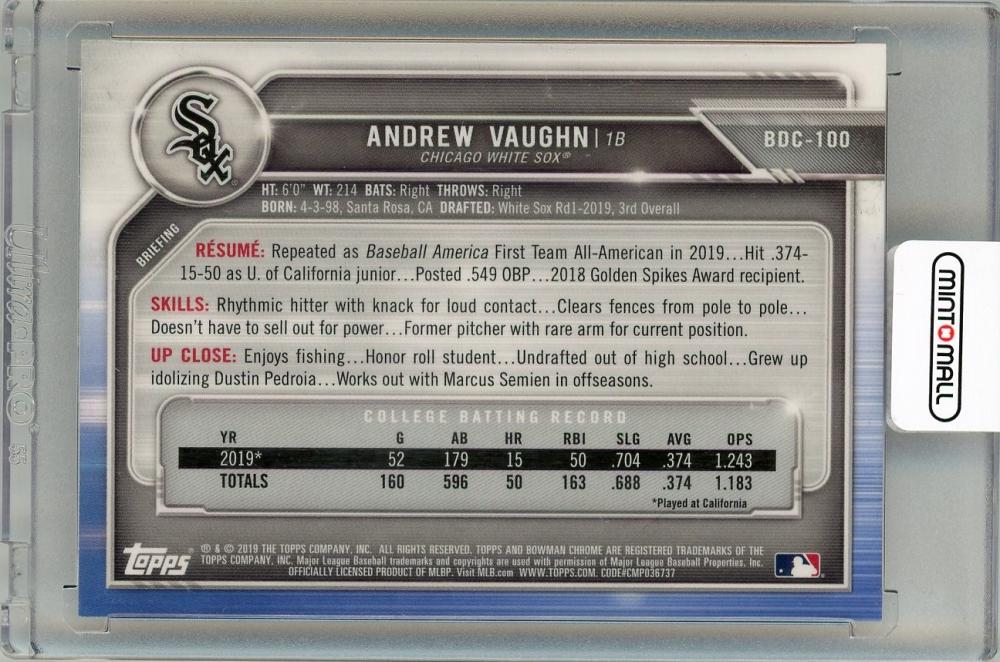 Sox
ANDREW VAUGHN | 1B
CHICAGO WHITE SOX®
BDC-100
HT: 6'0" WT: 214 BATS: Right THROWS: Right
BORN: 4-3-98, Santa Rosa, CA DRAFTED: White Sox Rd1-2019, 3rd Overall
BRIEFING
RÉSUMÉ: Repeated as Baseball America First Team All-American in 2019...Hit .374-
15-50 as U. of California junior...Posted .549 OBP...2018 Golden Spikes Award recipient.
SKILLS: Rhythmic hitter with knack for loud contact...Clears fences from pole to pole...
Doesn't have to sell out for power...Former pitcher with rare arm for current position.
UP CLOSE: Enjoys fishing...Honor roll student...Undrafted out of high school...Grew up
idolizing Dustin Pedroia...Works out with Marcus Semien in offseasons.
COLLEGE BATTING RECORD
YR G AB HR RBI SLG AVG OPS
2019* 52 179 15 50 .704 .374 1.243
TOTALS 160 596 50 163 .688 .374 1.183
*Played at California
topps
® & © 2019 THE TOPPS COMPANY, INC. ALL RIGHTS RESERVED. TOPPS AND BOWMAN CHROME ARE REGISTERED TRADEMARKS OF THE
TOPPS COMPANY, INC. Major League Baseball trademarks and copyrights are used with permission of Major League Baseball Properties, Inc.
OFFICIALLY LICENSED PRODUCT OF MLBP. Visit MLB.com WWW.TOPPS.COM. CODE#CMP036737
MINTOMALL
Ultra PRO
55